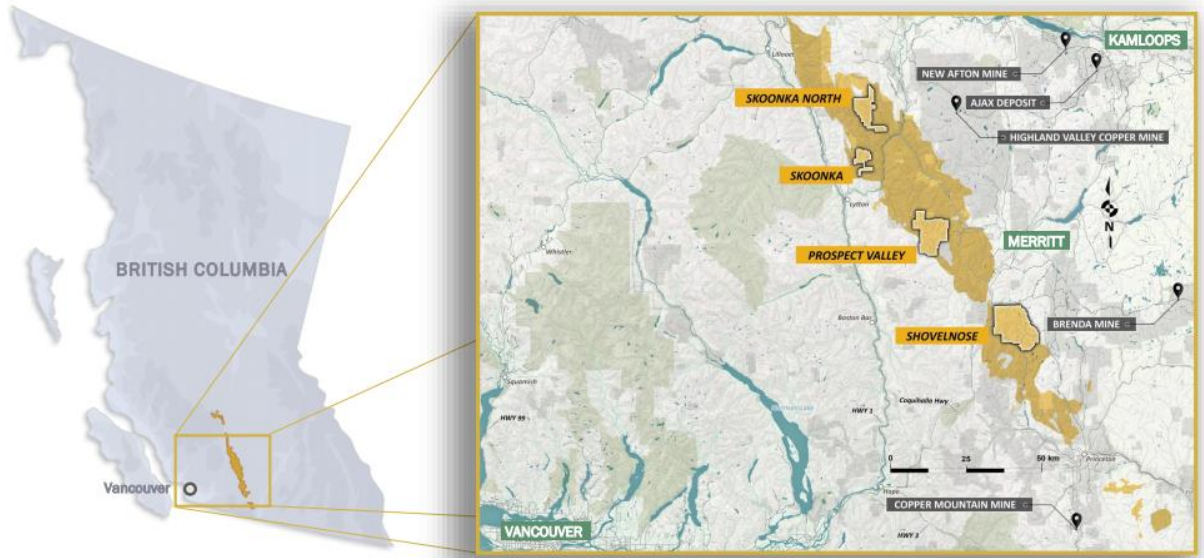 BRITISH COLUMBIA
Vancouver
KAMLOOPS
Lillooet
NEW AFTON MINE
AJAX DEPOSIT
SKOONKA NORTH
HIGHLAND VALLEY COPPER MINE
SKOONKA
Lytton
N
MERRITT
Whistler
PROSPECT VALLEY
BRENDA MINE
Boston Bar
SHOVELNOSE
Squamish
HWY 99
HWY 1
Coquihalla Hwy
0 25 50 km
Princeton
Hope
COPPER MOUNTAIN MINE
VANCOUVER
HWY 3